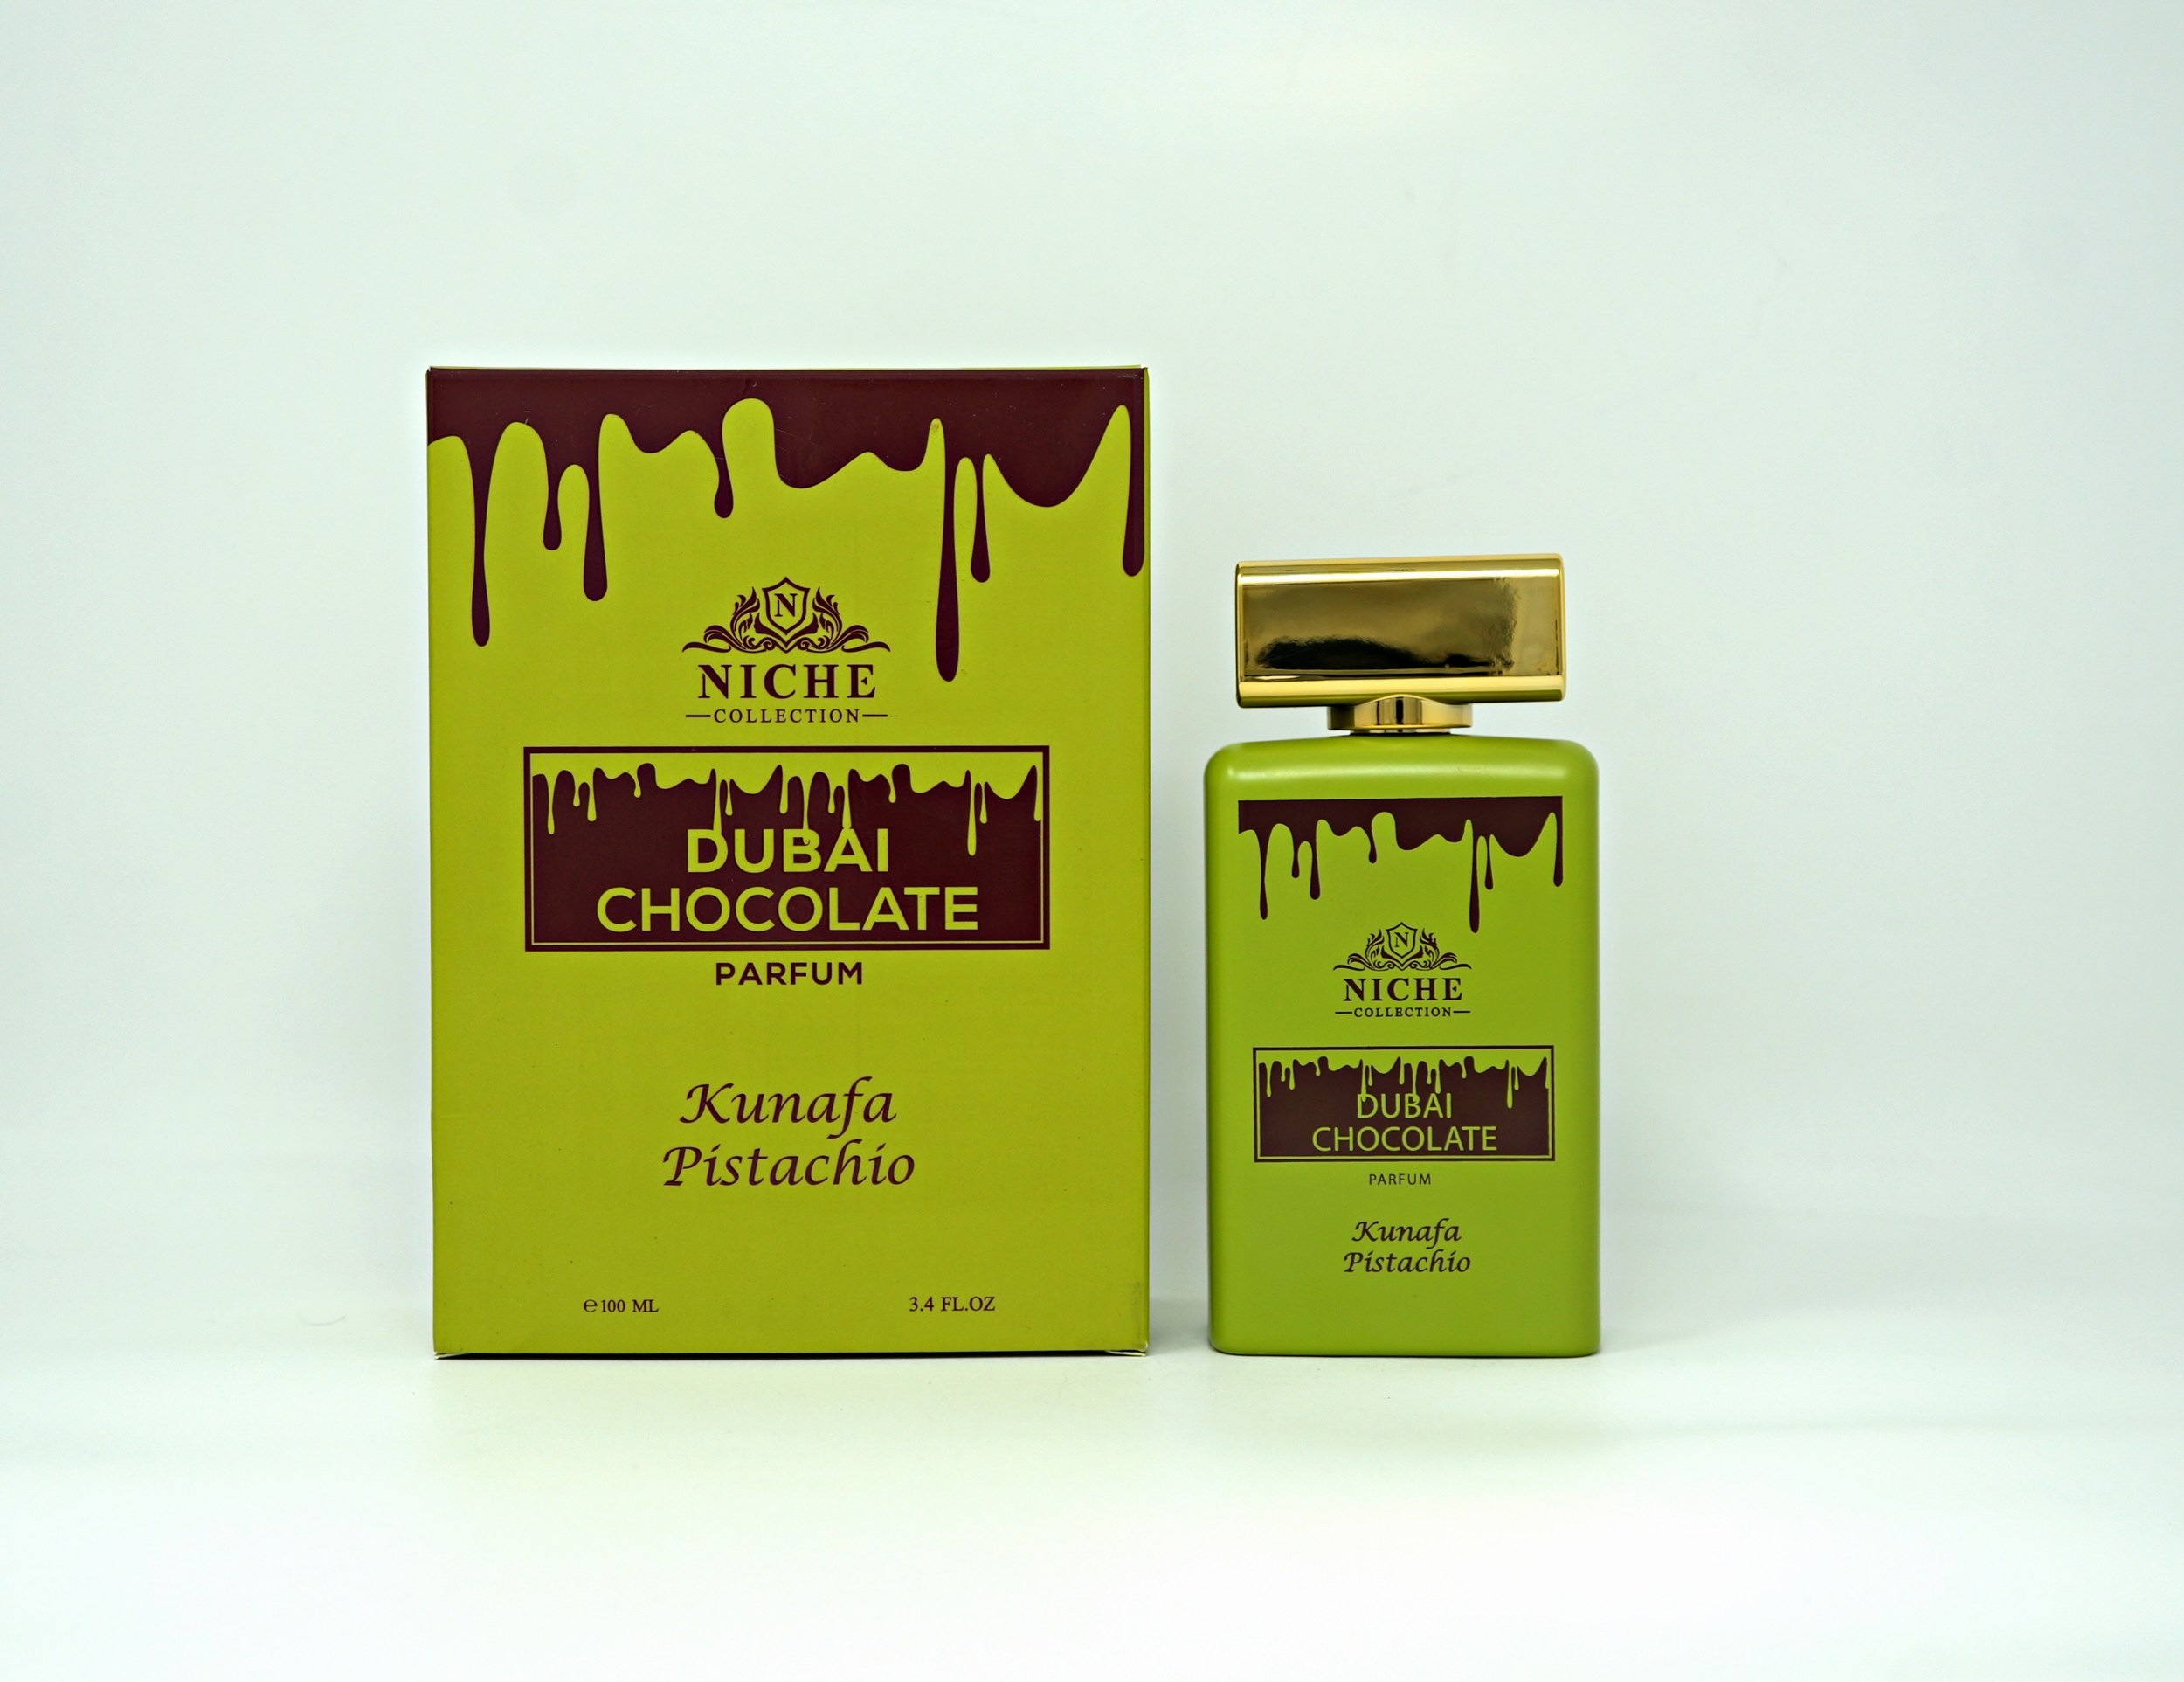 N
NICHE
COLLECTION
DUBAI
CHOCOLATE
PARFUM
Kunafa
Pistachio
℮100 ML 3.4 FL.OZ
N
NICHE
COLLECTION
DUBAI
CHOCOLATE
PARFUM
Kunafa
Pistachio